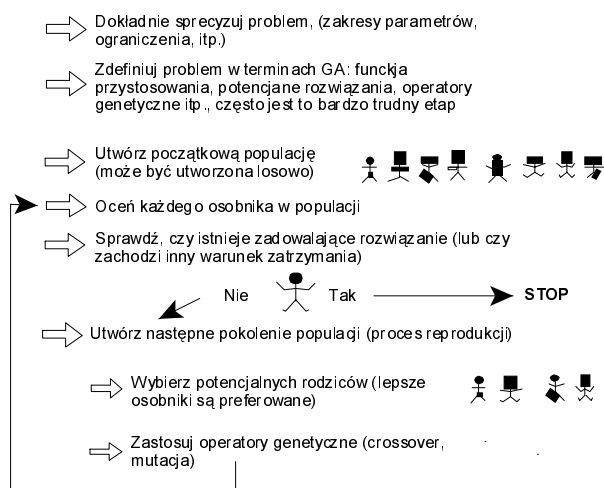 Dokładnie sprecyzuj problem, (zakresy parametrów,
ograniczenia, itp.)
Zdefiniuj problem w terminach GA: funckja
przystosowania, potencjane rozwiązania, operatory
genetyczne itp., często jest to bardzo trudny etap
Utwórz początkową populację
(może być utworzona losowo)
Oceń każdego osobnika w populacji
Sprawdź, czy istnieje zadowalające rozwiązanie (lub czy
zachodzi inny warunek zatrzymania)
Nie Tak STOP
Utwórz następne pokolenie populacji (proces reprodukcji)
Wybierz potencjalnych rodziców (lepsze
osobniki są preferowane)
Zastosuj operatory genetyczne (crossover,
mutacja)